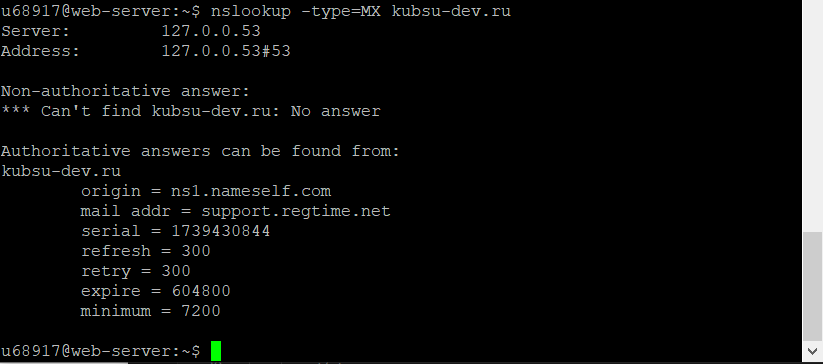 u68917@web-server:~$ nslookup -type=MX kubsu-dev.ru
Server:         127.0.0.53
Address:        127.0.0.53#53

Non-authoritative answer:
*** Can't find kubsu-dev.ru: No answer

Authoritative answers can be found from:
kubsu-dev.ru
        origin = ns1.nameself.com
        mail addr = support.regtime.net
        serial = 1739430844
        refresh = 300
        retry = 300
        expire = 604800
        minimum = 7200

u68917@web-server:~$